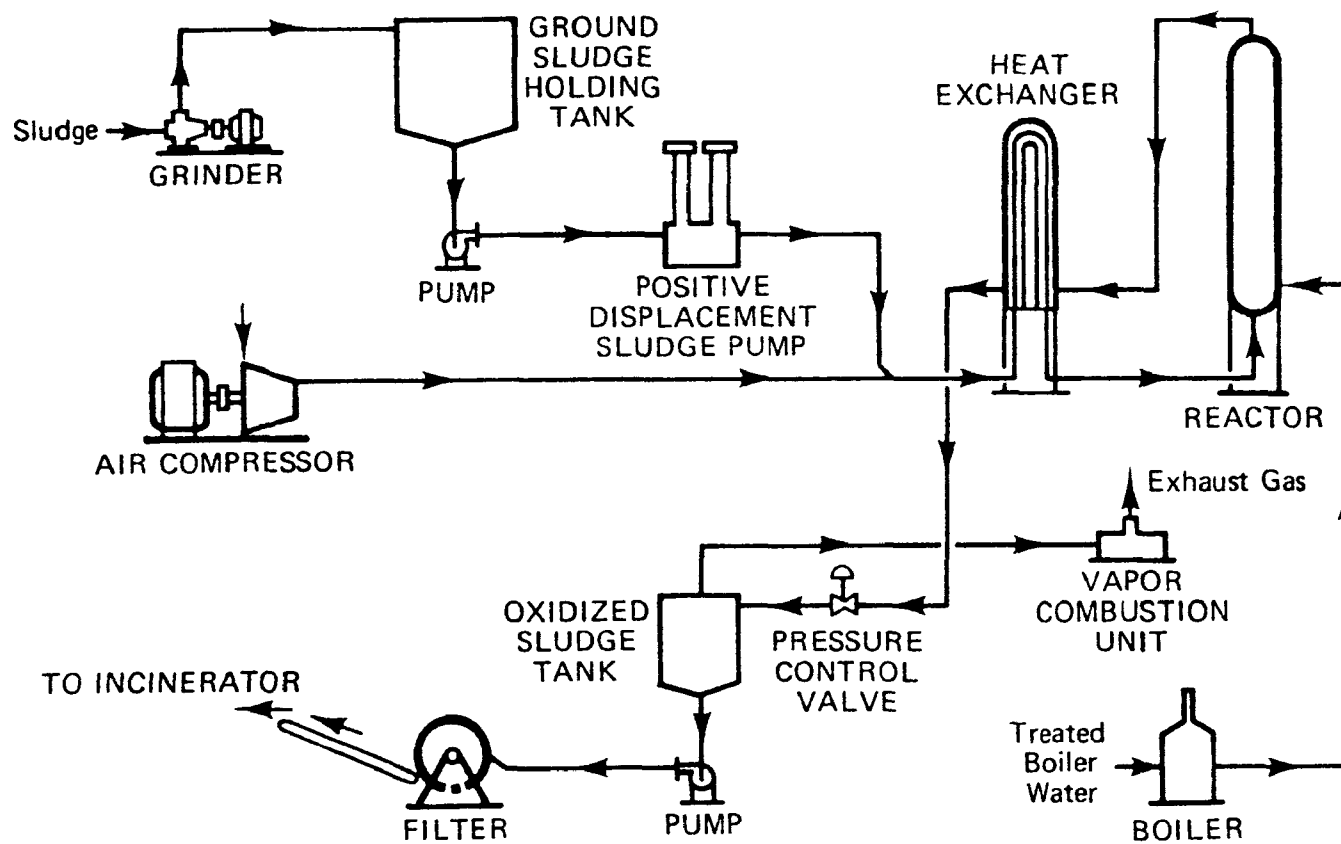 GROUND
SLUDGE
HOLDING
TANK
HEAT
EXCHANGER
Sludge
GRINDER
PUMP
POSITIVE
DISPLACEMENT
SLUDGE PUMP
REACTOR
AIR COMPRESSOR
Exhaust Gas
VAPOR
COMBUSTION
UNIT
OXIDIZED
SLUDGE
TANK
PRESSURE
CONTROL
VALVE
TO INCINERATOR
Treated
Boiler
Water
FILTER
PUMP
BOILER